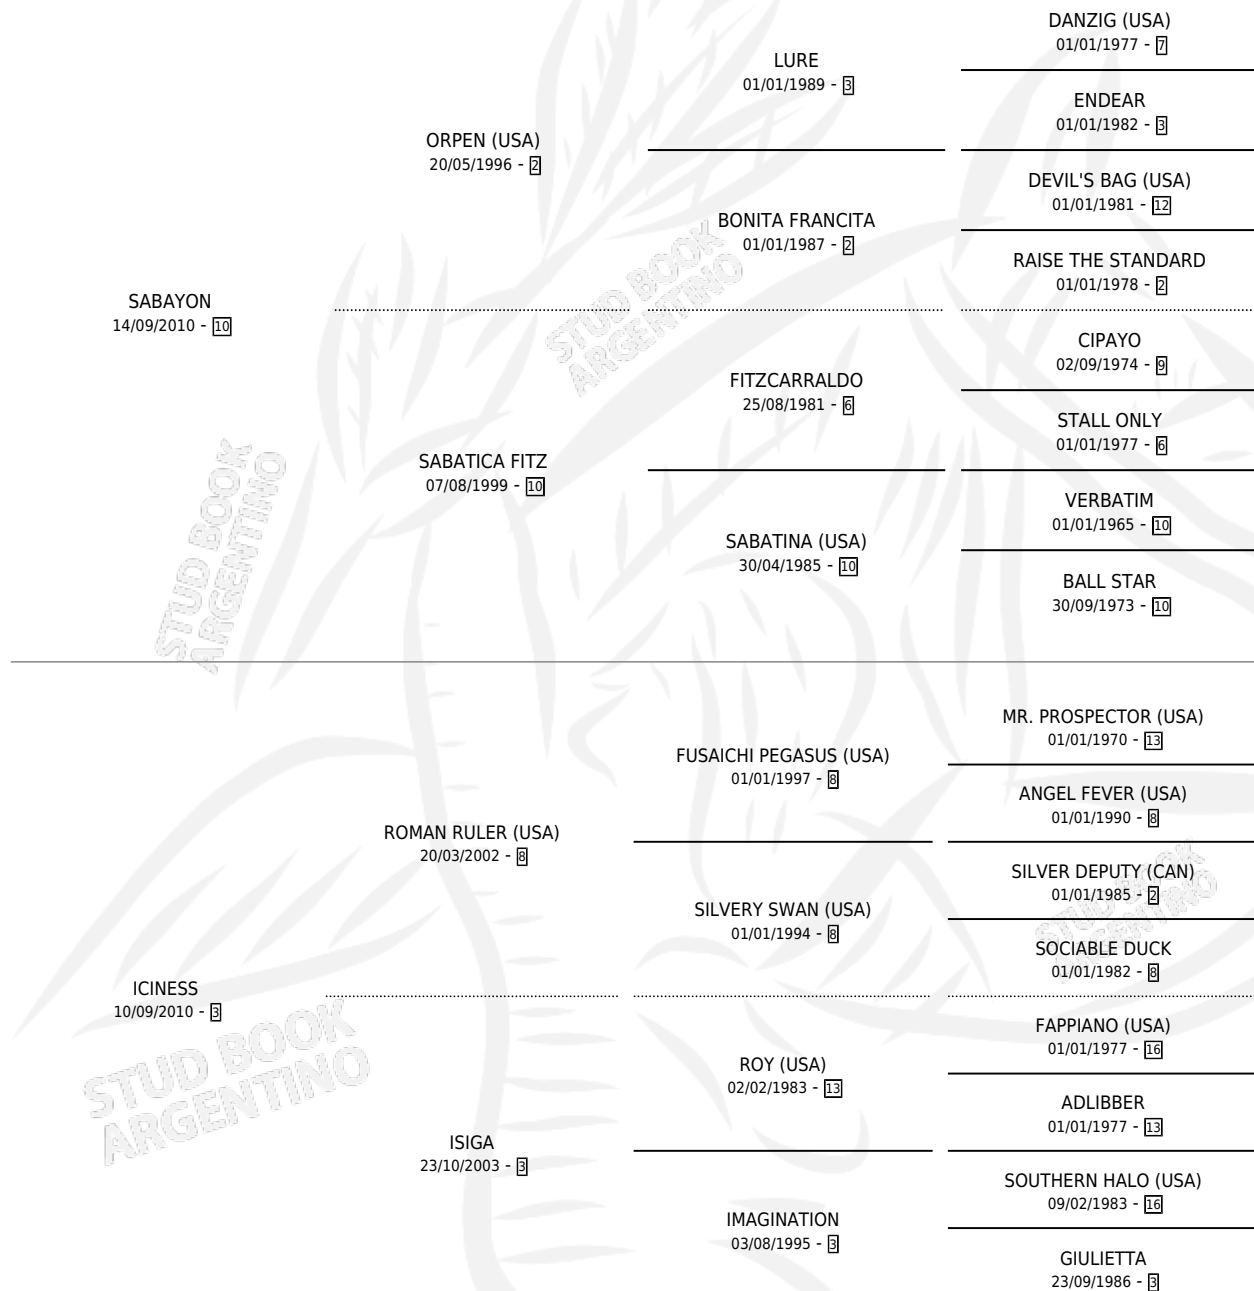 DANZIG (USA)
01/01/1977 - 7
LURE
01/01/1989 - 3
ENDEAR
01/01/1982 - 3
ORPEN (USA)
20/05/1996 - 2
DEVIL'S BAG (USA)
01/01/1981 - 12
BONITA FRANCITA
01/01/1987 - 2
RAISE THE STANDARD
01/01/1978 - 2
SABAYON
14/09/2010 - 10
CIPAYO
02/09/1974 - 9
FITZCARRALDO
25/08/1981 - 6
STALL ONLY
01/01/1977 - 6
SABATICA FITZ
07/08/1999 - 10
VERBATIM
01/01/1965 - 10
SABATINA (USA)
30/04/1985 - 10
BALL STAR
30/09/1973 - 10
MR. PROSPECTOR (USA)
01/01/1970 - 13
FUSAICHI PEGASUS (USA)
01/01/1997 - 8
ANGEL FEVER (USA)
01/01/1990 - 8
ROMAN RULER (USA)
20/03/2002 - 8
SILVER DEPUTY (CAN)
01/01/1985 - 2
SILVERY SWAN (USA)
01/01/1994 - 8
SOCIABLE DUCK
01/01/1982 - 8
ICINESS
10/09/2010 - 3
FAPPIANO (USA)
01/01/1977 - 16
ROY (USA)
02/02/1983 - 13
ADLIBBER
01/01/1977 - 13
ISIGA
23/10/2003 - 3
SOUTHERN HALO (USA)
09/02/1983 - 16
IMAGINATION
03/08/1995 - 3
GIULIETTA
23/09/1986 - 3
STUD BOOK
ARGENTINO
STUD BOOK
ARGENTINO
STUD BOOK
ARGENTINO
STUD BOOK
ARGENTINO